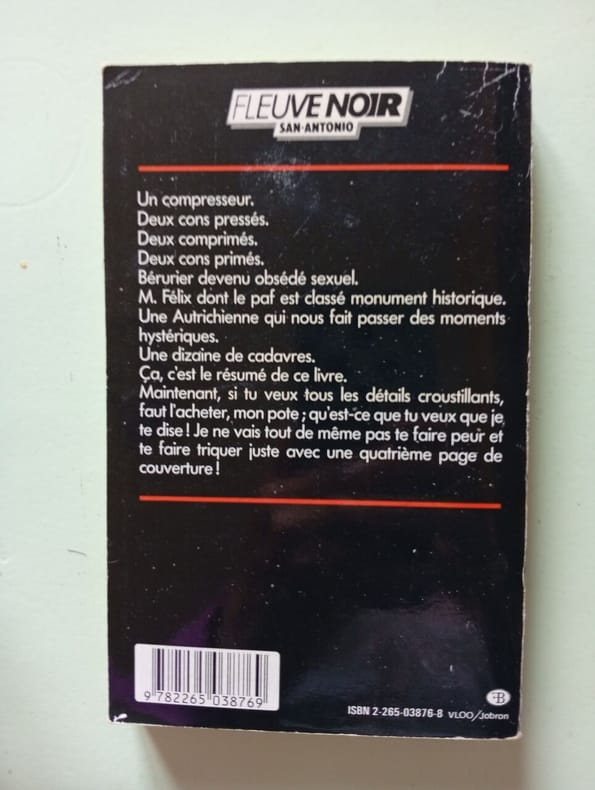 FLEUVE NOIR
SAN-ANTONIO
Un compresseur.
Deux cons pressés.
Deux comprimés.
Deux cons primés.
Bérurier devenu obsédé sexuel.
M. Félix dont le paf est classé monument historique.
Une Autrichienne qui nous fait passer des moments
hystériques.
Une dizaine de cadavres.
Ça, c'est le résumé de ce livre.
Maintenant, si tu veux tous les détails croustillants,
faut l'acheter, mon pote ; qu'est-ce que tu veux que je
te dise ! Je ne vais tout de même pas te faire peur et
te faire triquer juste avec une quatrième page de
couverture !
9 782265 038769
ISBN 2-265-03876-8 VLOO/Jobron